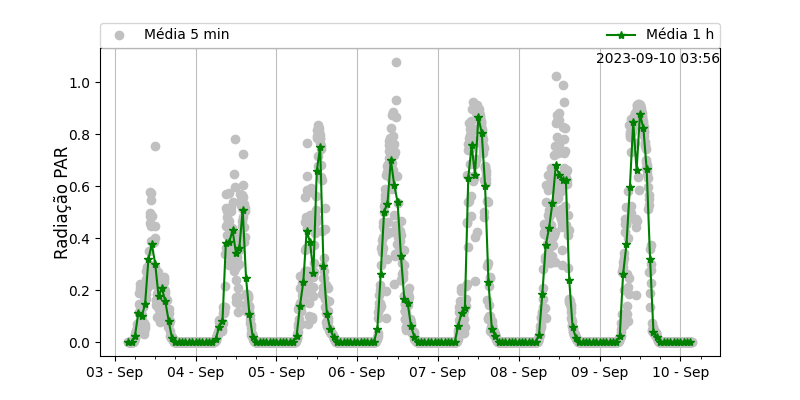 Média 5 min
Média 1 h
2023-09-10 03:56
Radiação PAR
1.0
0.8
0.6
0.4
0.2
0.0
03 - Sep 04 - Sep 05 - Sep 06 - Sep 07 - Sep 08 - Sep 09 - Sep 10 - Sep